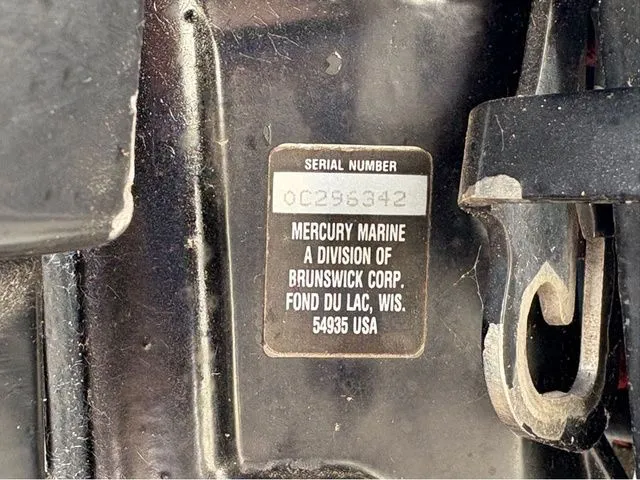 SERIAL NUMBER
0C296342
MERCURY MARINE
A DIVISION OF
BRUNSWICK CORP.
FOND DU LAC, WIS.
54935 USA